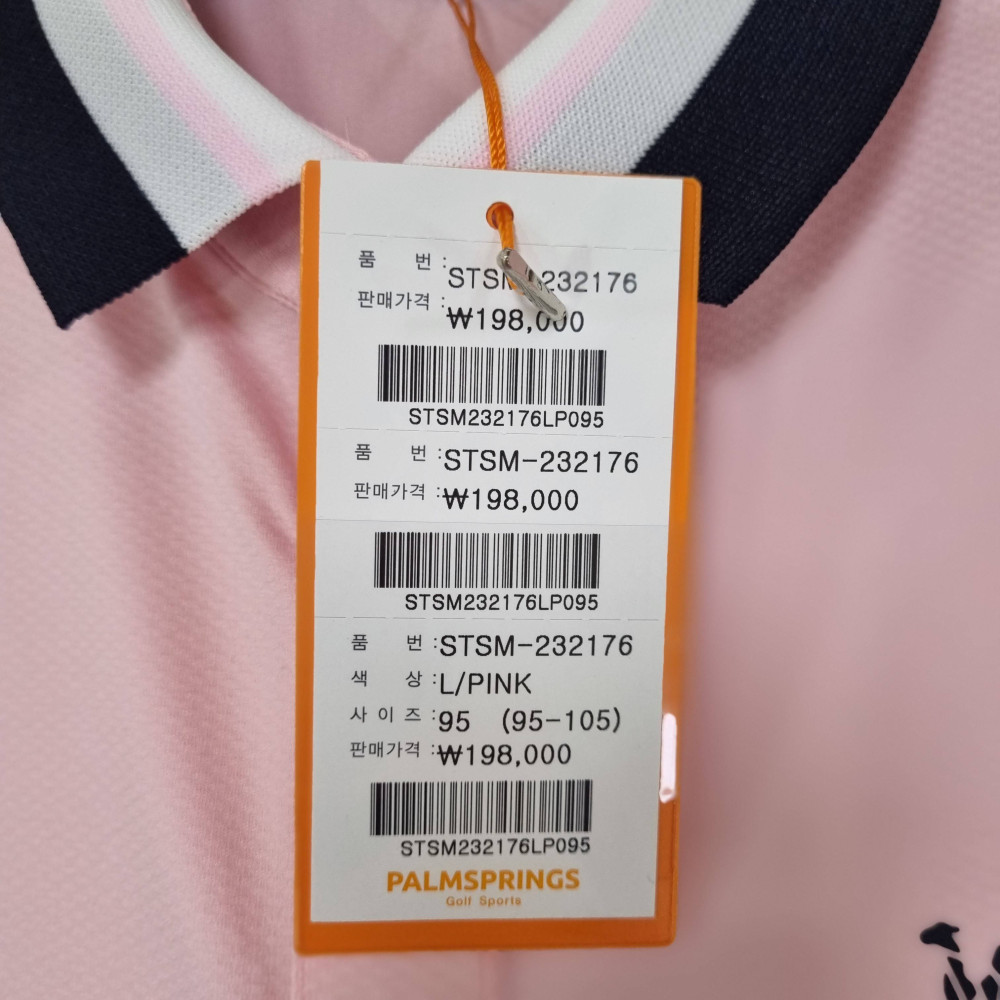 품 번 : STSM-232176
판매가격 : ₩198,000
STSM232176LP095
품 번 : STSM-232176
판매가격 : ₩198,000
STSM232176LP095
품 번 : STSM-232176
색 상 : L/PINK
사 이 즈 : 95 (95-105)
판매가격 : ₩198,000
STSM232176LP095
PALMSPRINGS
Golf Sports